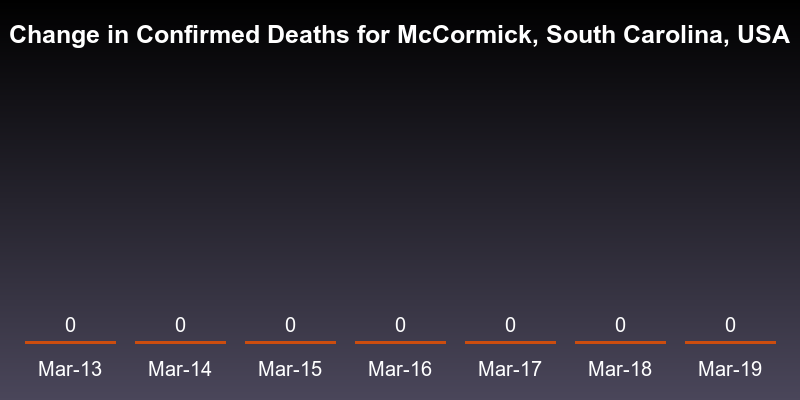 Change in Confirmed Deaths for McCormick, South Carolina, USA
0 0 0 0 0 0 0
Mar-13 Mar-14 Mar-15 Mar-16 Mar-17 Mar-18 Mar-19